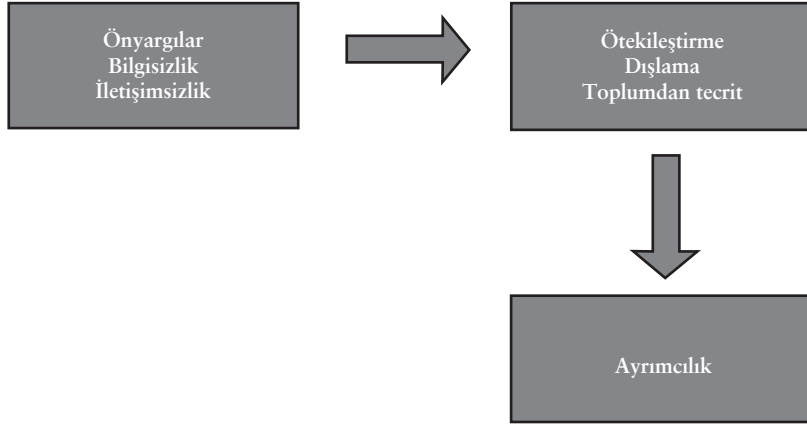 Önyargılar
Bilgisizlik
İletişimsizlik
Ötekileştirme
Dışlama
Toplumdan tecrit
Ayrımcılık